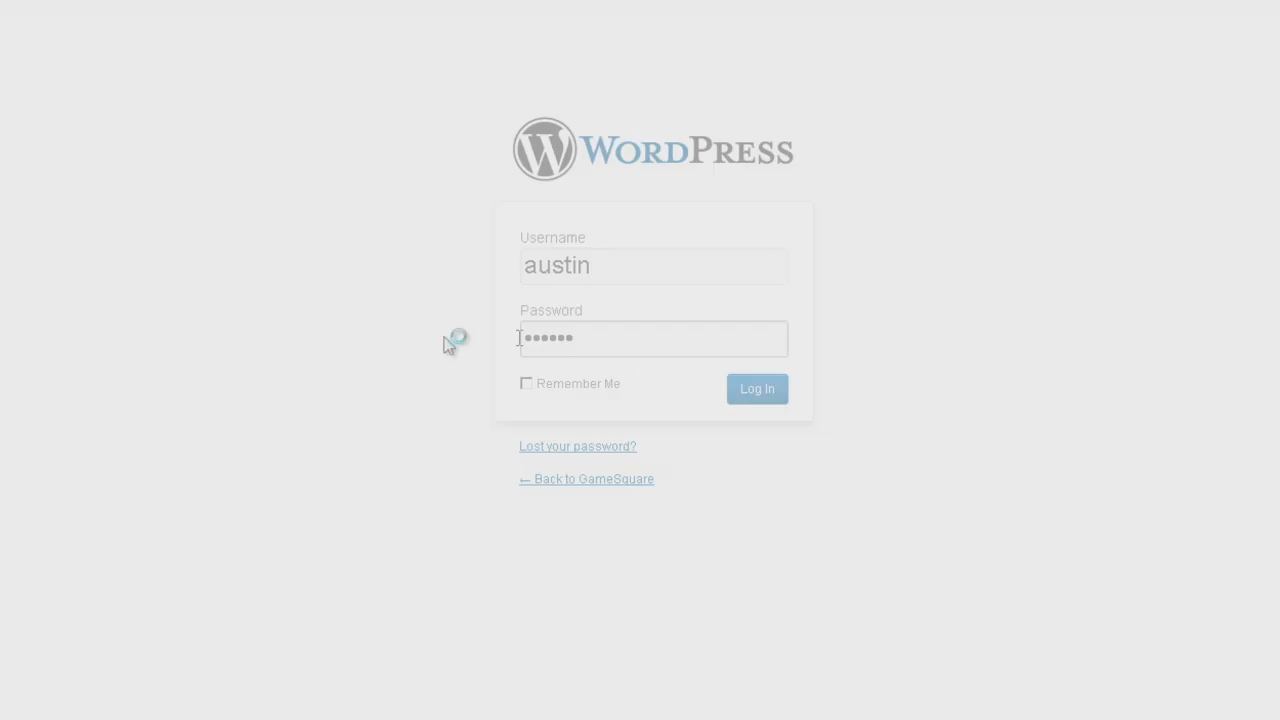 WORDPRESS
Username
austin
Password
••••••
Remember Me
Log In
Lost your password?
← Back to GameSquare